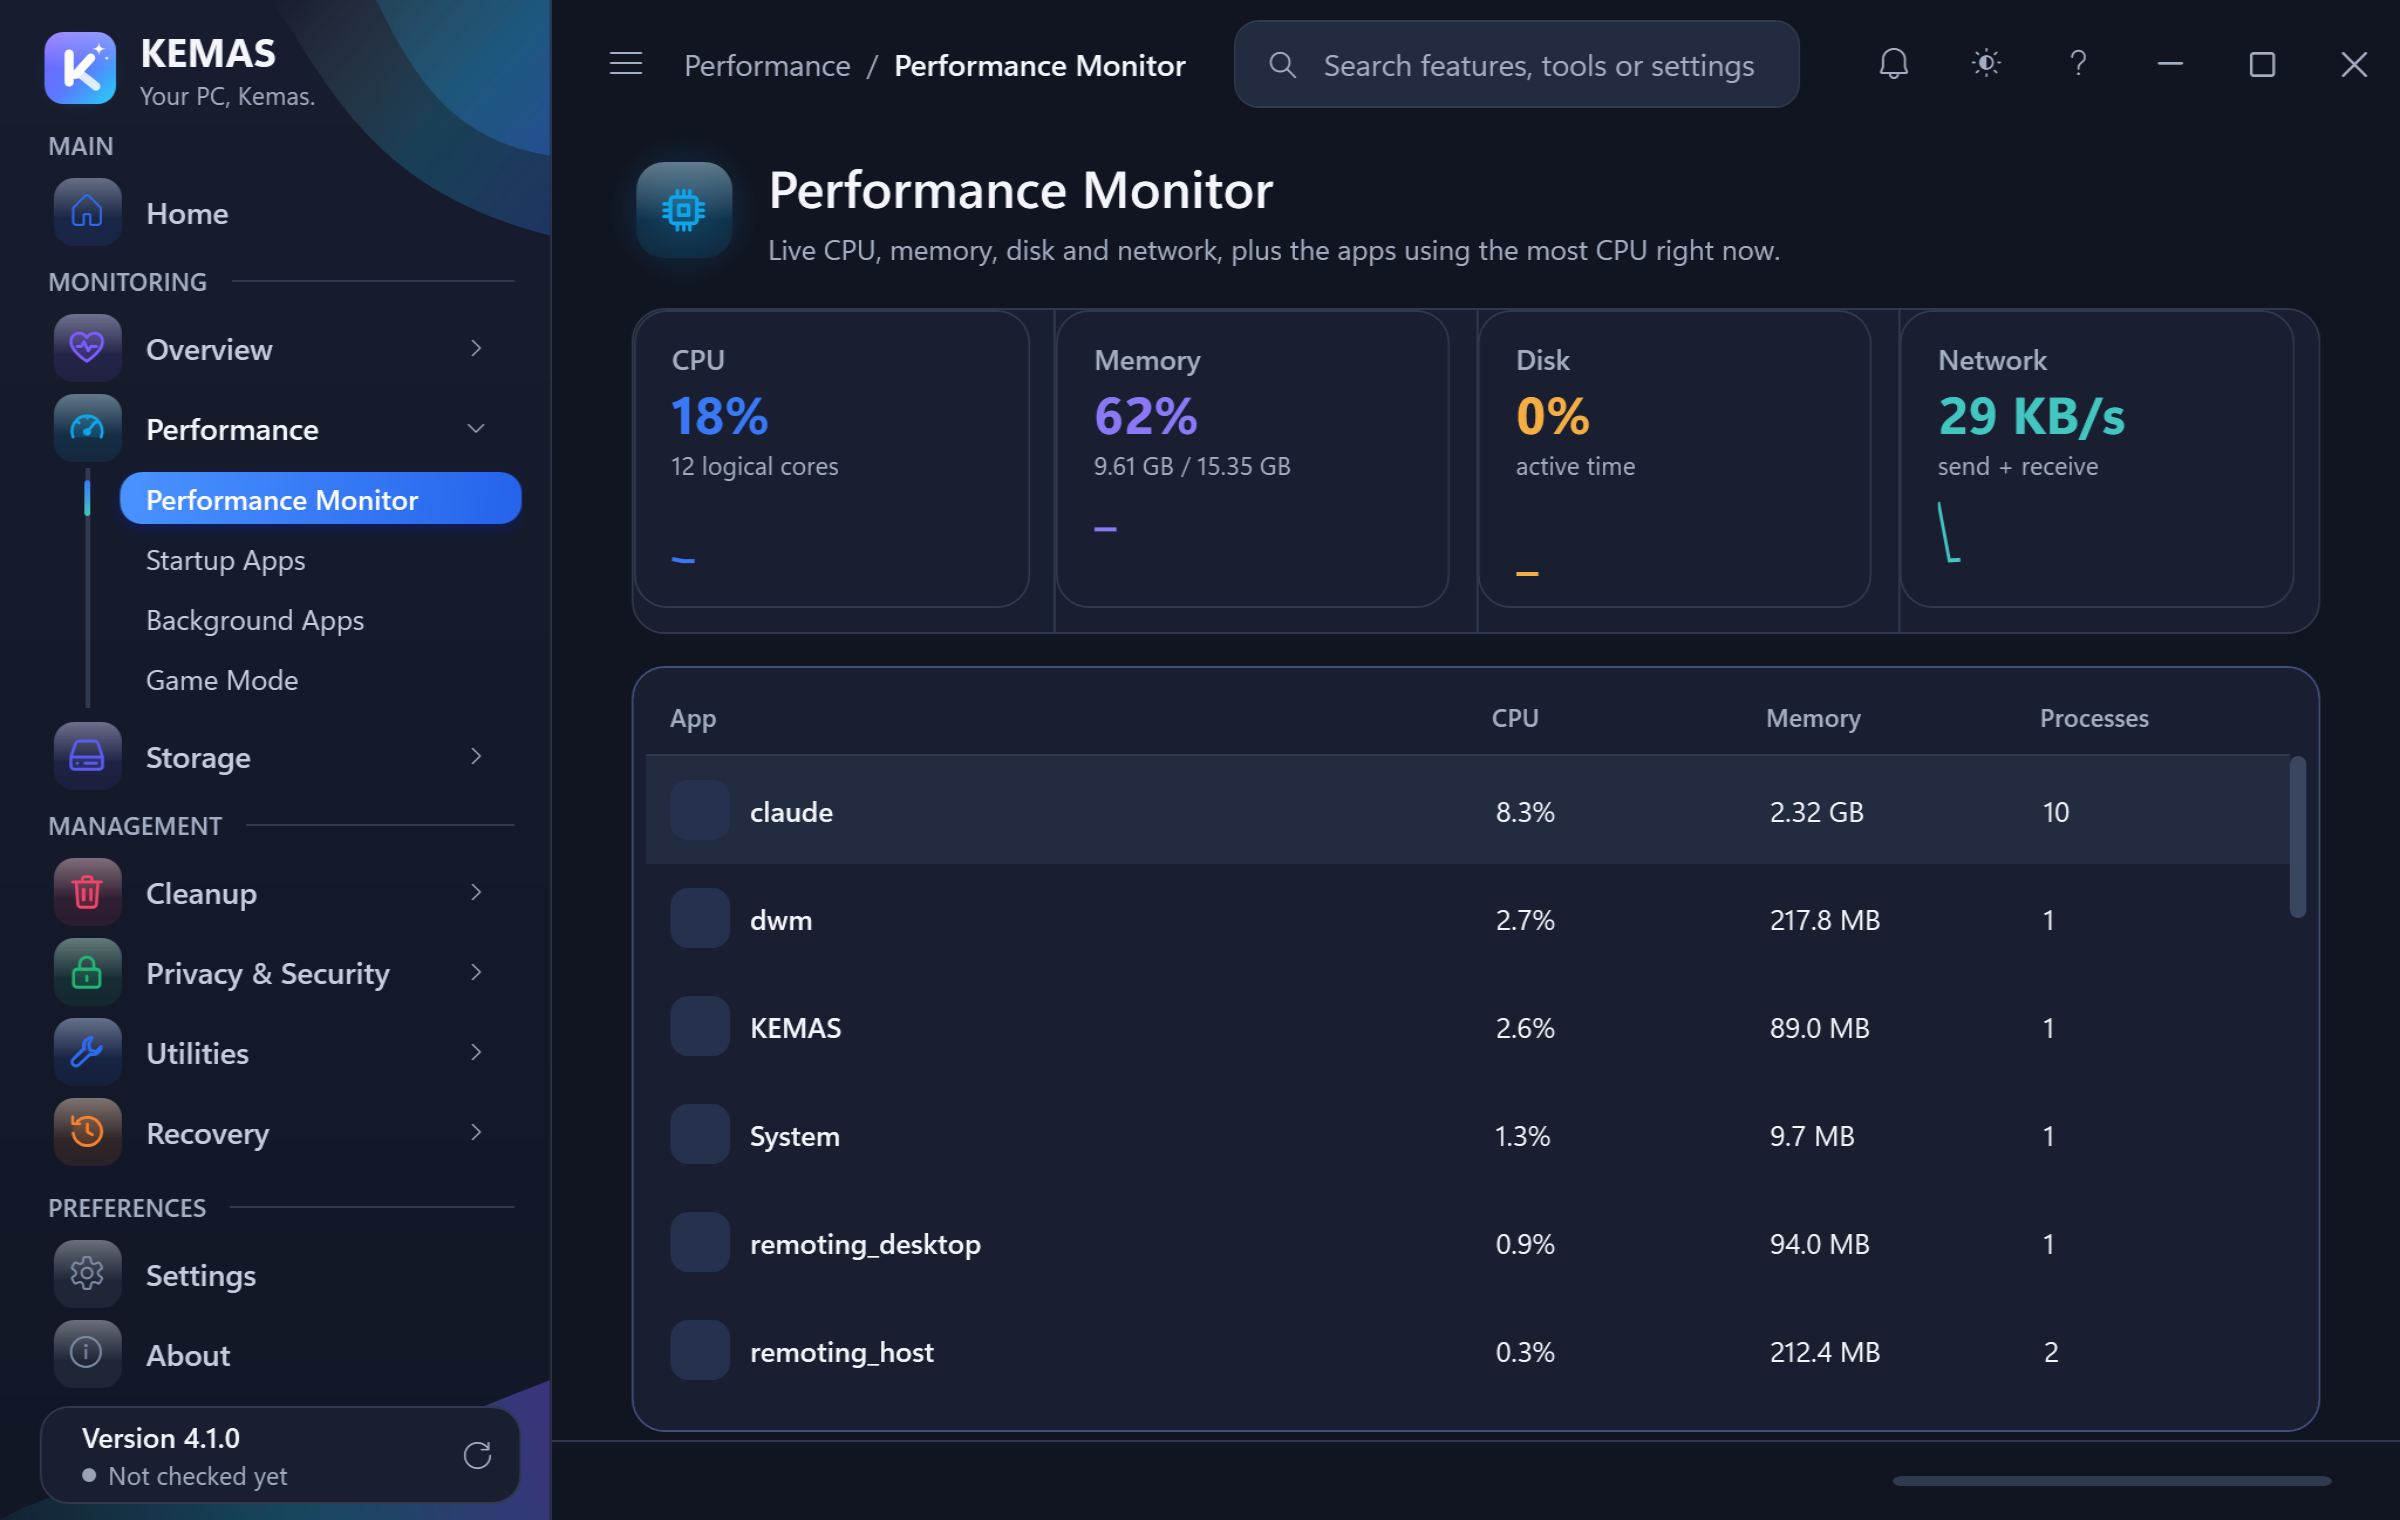 KEMAS
Your PC, Kemas.
MAIN
Home
MONITORING
Overview
Performance
Performance Monitor
Startup Apps
Background Apps
Game Mode
Storage
MANAGEMENT
Cleanup
Privacy & Security
Utilities
Recovery
PREFERENCES
Settings
About
Version 4.1.0
Not checked yet
Performance / Performance Monitor
Search features, tools or settings
Performance Monitor
Live CPU, memory, disk and network, plus the apps using the most CPU right now.
CPU
18%
12 logical cores
Memory
62%
9.61 GB / 15.35 GB
Disk
0%
active time
Network
29 KB/s
send + receive
App CPU Memory Processes
claude 8.3% 2.32 GB 10
dwm 2.7% 217.8 MB 1
KEMAS 2.6% 89.0 MB 1
System 1.3% 9.7 MB 1
remoting_desktop 0.9% 94.0 MB 1
remoting_host 0.3% 212.4 MB 2